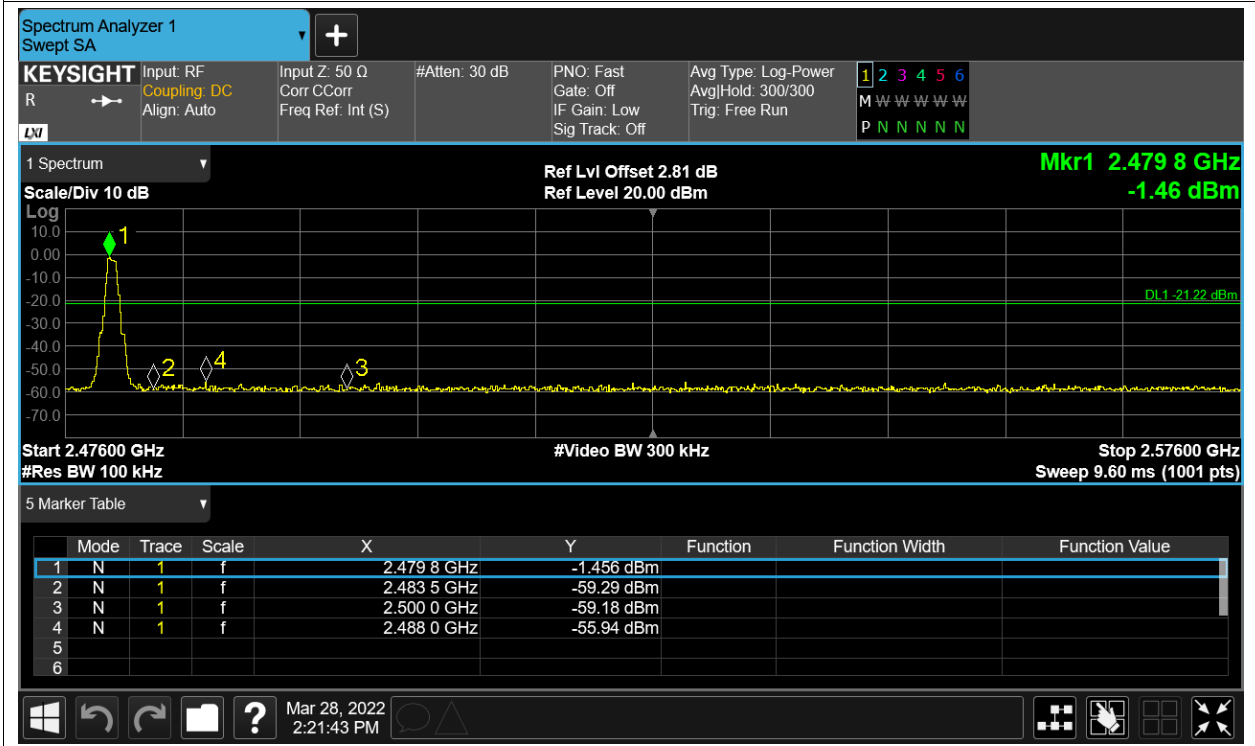 Spectrum Analyzer 1
Swept SA
KEYSIGHT Input: RF Input Z: 50 Ω #Atten: 30 dB PNO: Fast Avg Type: Log-Power 1 2 3 4 5 6
R Coupling: DC Corr CCorr Gate: Off Avg|Hold: 300/300 M W W W W W
Align: Auto Freq Ref: Int (S) IF Gain: Low Trig: Free Run
LXI Sig Track: Off P N N N N N
1 Spectrum Ref Lvl Offset 2.81 dB Mkr1 2.479 8 GHz
Scale/Div 10 dB Ref Level 20.00 dBm -1.46 dBm
Log
10.0
1
0.00
-10.0
-20.0 DL1 -21.22 dBm
-30.0
-40.0
-50.0 2 4 3
-60.0
-70.0
Start 2.47600 GHz #Video BW 300 kHz Stop 2.57600 GHz
#Res BW 100 kHz Sweep 9.60 ms (1001 pts)
5 Marker Table
Mode Trace Scale X Y Function Function Width Function Value
1 N 1 f 2.479 8 GHz -1.456 dBm
2 N 1 f 2.483 5 GHz -59.29 dBm
3 N 1 f 2.500 0 GHz -59.18 dBm
4 N 1 f 2.488 0 GHz -55.94 dBm
5
6
? Mar 28, 2022
2:21:43 PM